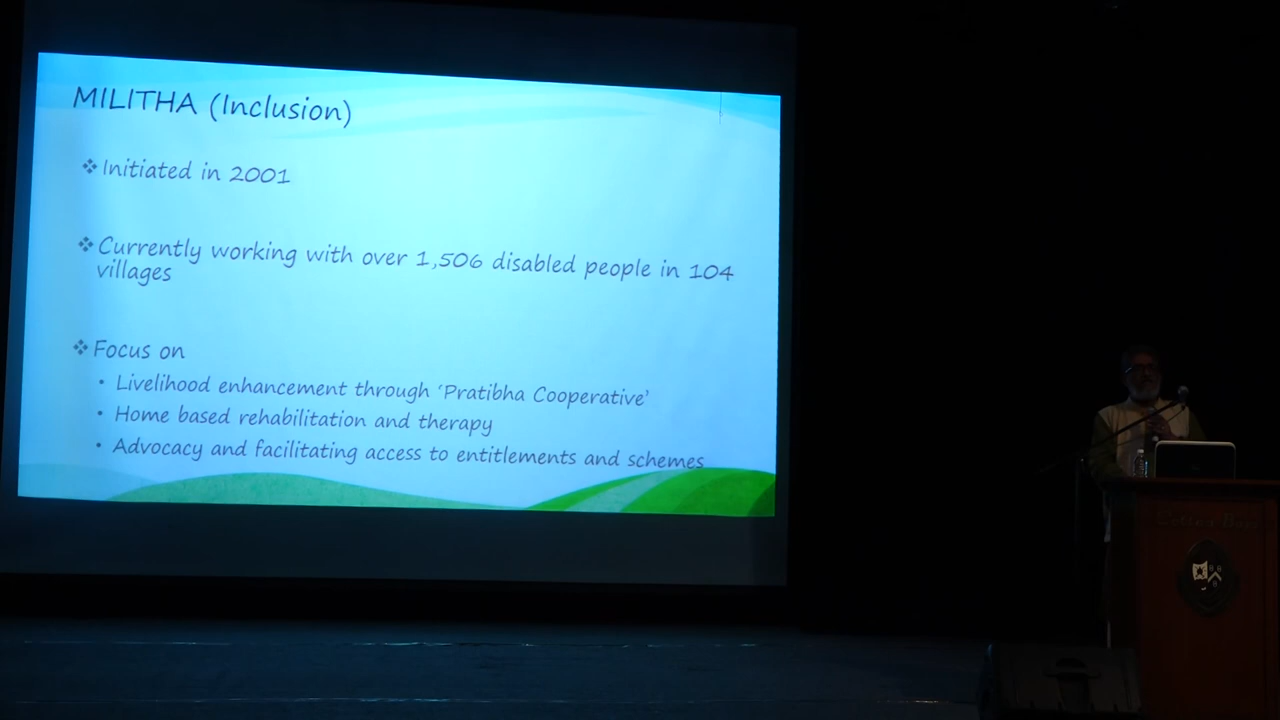 MILITHA (Inclusion)
❖ Initiated in 2001
❖ Currently working with over 1,506 disabled people in 104
villages
❖ Focus on
• Livelihood enhancement through ‘Pratibha Cooperative’
• Home based rehabilitation and therapy
• Advocacy and facilitating access to entitlements and schemes